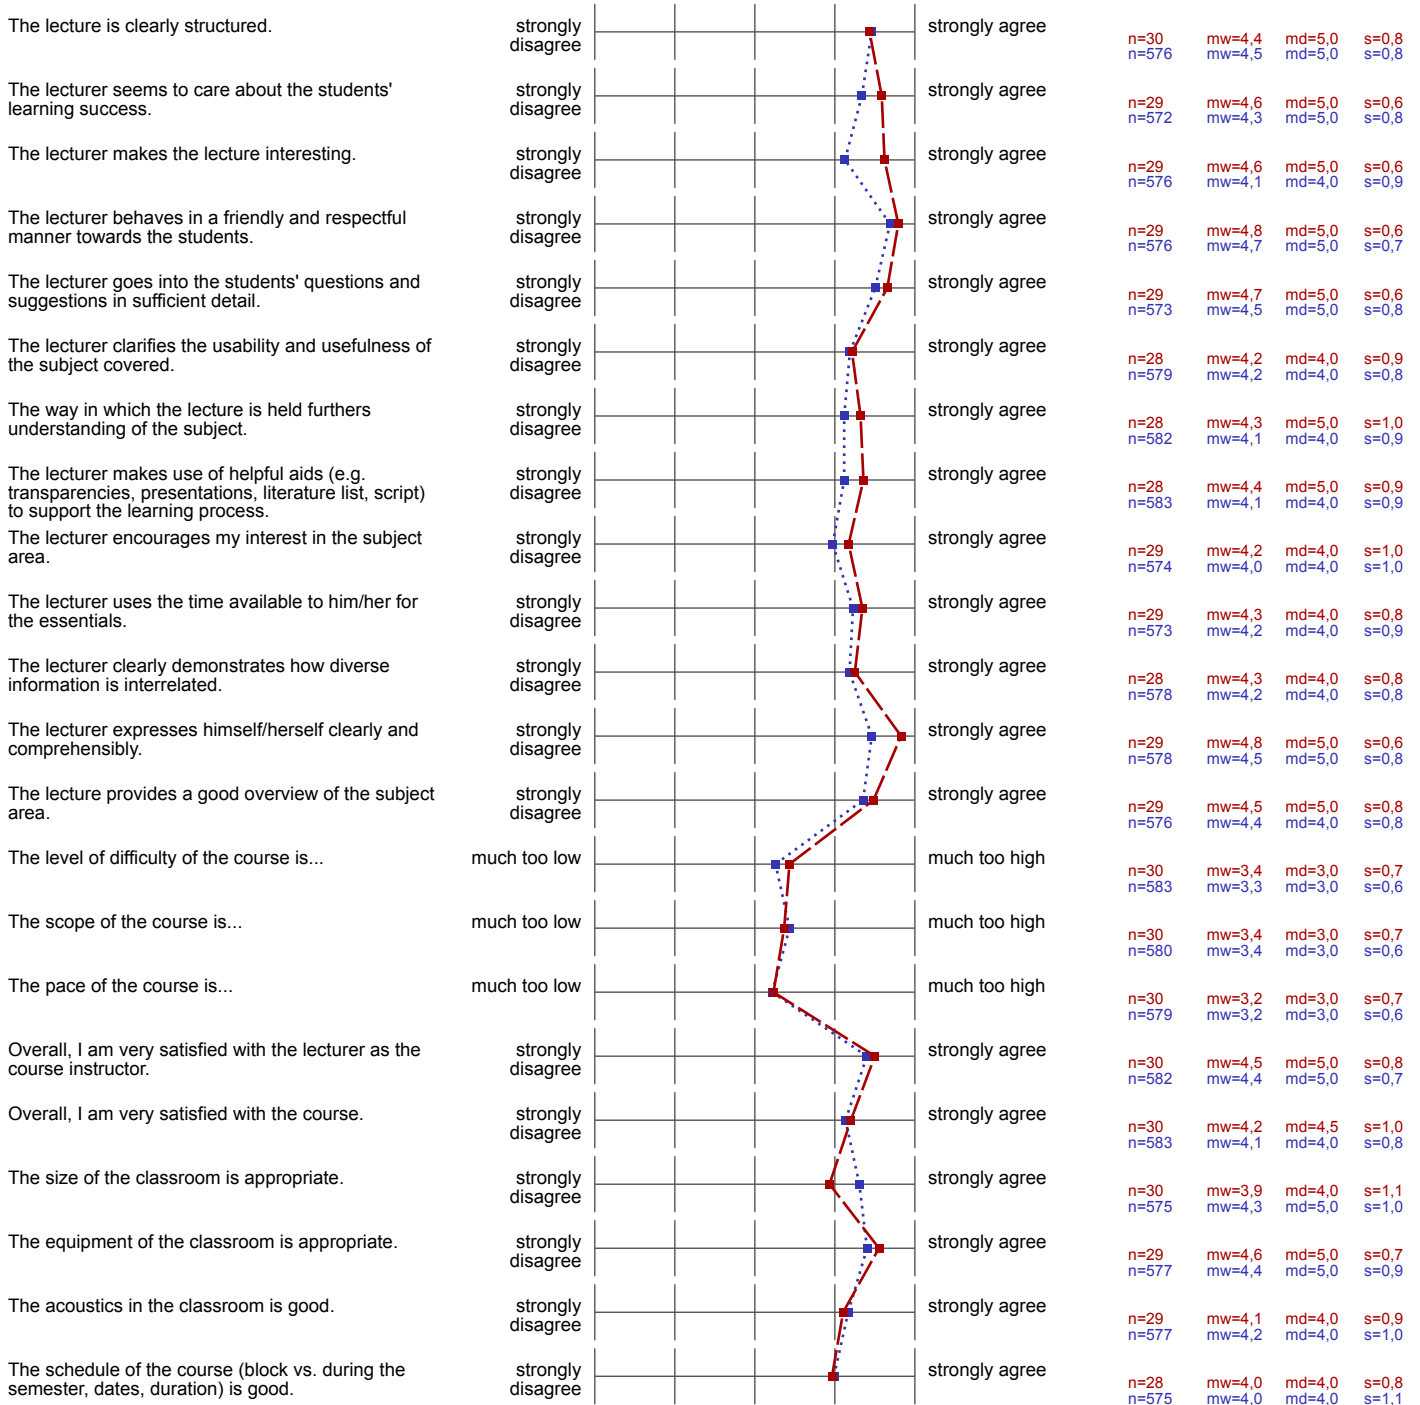 The lecture is clearly structured.
strongly
disagree
strongly agree
n=30 mw=4,4 md=5,0 s=0,8
n=576 mw=4,5 md=5,0 s=0,8
The lecturer seems to care about the students'
learning success.
strongly
disagree
strongly agree
n=29 mw=4,6 md=5,0 s=0,6
n=572 mw=4,3 md=5,0 s=0,8
The lecturer makes the lecture interesting.
strongly
disagree
strongly agree
n=29 mw=4,6 md=5,0 s=0,6
n=576 mw=4,1 md=4,0 s=0,9
The lecturer behaves in a friendly and respectful
manner towards the students.
strongly
disagree
strongly agree
n=29 mw=4,8 md=5,0 s=0,6
n=576 mw=4,7 md=5,0 s=0,7
The lecturer goes into the students' questions and
suggestions in sufficient detail.
strongly
disagree
strongly agree
n=29 mw=4,7 md=5,0 s=0,6
n=573 mw=4,5 md=5,0 s=0,8
The lecturer clarifies the usability and usefulness of
the subject covered.
strongly
disagree
strongly agree
n=28 mw=4,2 md=4,0 s=0,9
n=579 mw=4,2 md=4,0 s=0,8
The way in which the lecture is held furthers
understanding of the subject.
strongly
disagree
strongly agree
n=28 mw=4,3 md=5,0 s=1,0
n=582 mw=4,1 md=4,0 s=0,9
The lecturer makes use of helpful aids (e.g.
transparencies, presentations, literature list, script)
to support the learning process.
strongly
disagree
strongly agree
n=28 mw=4,4 md=5,0 s=0,9
n=583 mw=4,1 md=4,0 s=0,9
The lecturer encourages my interest in the subject
area.
strongly
disagree
strongly agree
n=29 mw=4,2 md=4,0 s=1,0
n=574 mw=4,0 md=4,0 s=1,0
The lecturer uses the time available to him/her for
the essentials.
strongly
disagree
strongly agree
n=29 mw=4,3 md=4,0 s=0,8
n=573 mw=4,2 md=4,0 s=0,9
The lecturer clearly demonstrates how diverse
information is interrelated.
strongly
disagree
strongly agree
n=28 mw=4,3 md=4,0 s=0,8
n=578 mw=4,2 md=4,0 s=0,8
The lecturer expresses himself/herself clearly and
comprehensibly.
strongly
disagree
strongly agree
n=29 mw=4,8 md=5,0 s=0,6
n=578 mw=4,5 md=5,0 s=0,8
The lecture provides a good overview of the subject
area.
strongly
disagree
strongly agree
n=29 mw=4,5 md=5,0 s=0,8
n=576 mw=4,4 md=4,0 s=0,8
The level of difficulty of the course is...
much too low
much too high
n=30 mw=3,4 md=3,0 s=0,7
n=583 mw=3,3 md=3,0 s=0,6
The scope of the course is...
much too low
much too high
n=30 mw=3,4 md=3,0 s=0,7
n=580 mw=3,4 md=3,0 s=0,6
The pace of the course is...
much too low
much too high
n=30 mw=3,2 md=3,0 s=0,7
n=579 mw=3,2 md=3,0 s=0,6
Overall, I am very satisfied with the lecturer as the
course instructor.
strongly
disagree
strongly agree
n=30 mw=4,5 md=5,0 s=0,8
n=582 mw=4,4 md=5,0 s=0,7
Overall, I am very satisfied with the course.
strongly
disagree
strongly agree
n=30 mw=4,2 md=4,5 s=1,0
n=583 mw=4,1 md=4,0 s=0,8
The size of the classroom is appropriate.
strongly
disagree
strongly agree
n=30 mw=3,9 md=4,0 s=1,1
n=575 mw=4,3 md=5,0 s=1,0
The equipment of the classroom is appropriate.
strongly
disagree
strongly agree
n=29 mw=4,6 md=5,0 s=0,7
n=577 mw=4,4 md=5,0 s=0,9
The acoustics in the classroom is good.
strongly
disagree
strongly agree
n=29 mw=4,1 md=4,0 s=0,9
n=577 mw=4,2 md=4,0 s=1,0
The schedule of the course (block vs. during the
semester, dates, duration) is good.
strongly
disagree
strongly agree
n=28 mw=4,0 md=4,0 s=0,8
n=575 mw=4,0 md=4,0 s=1,1